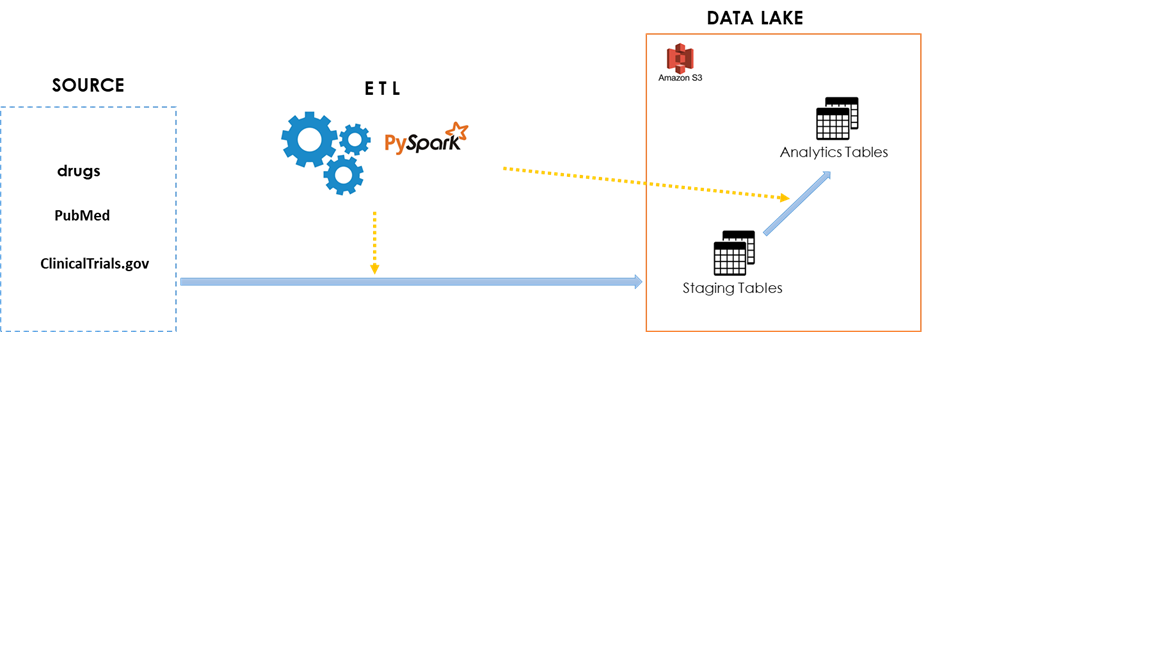 DATA LAKE
Amazon S3
SOURCE
E T L
drugs
PubMed
ClinicalTrials.gov
PySpark
Analytics Tables
Staging Tables